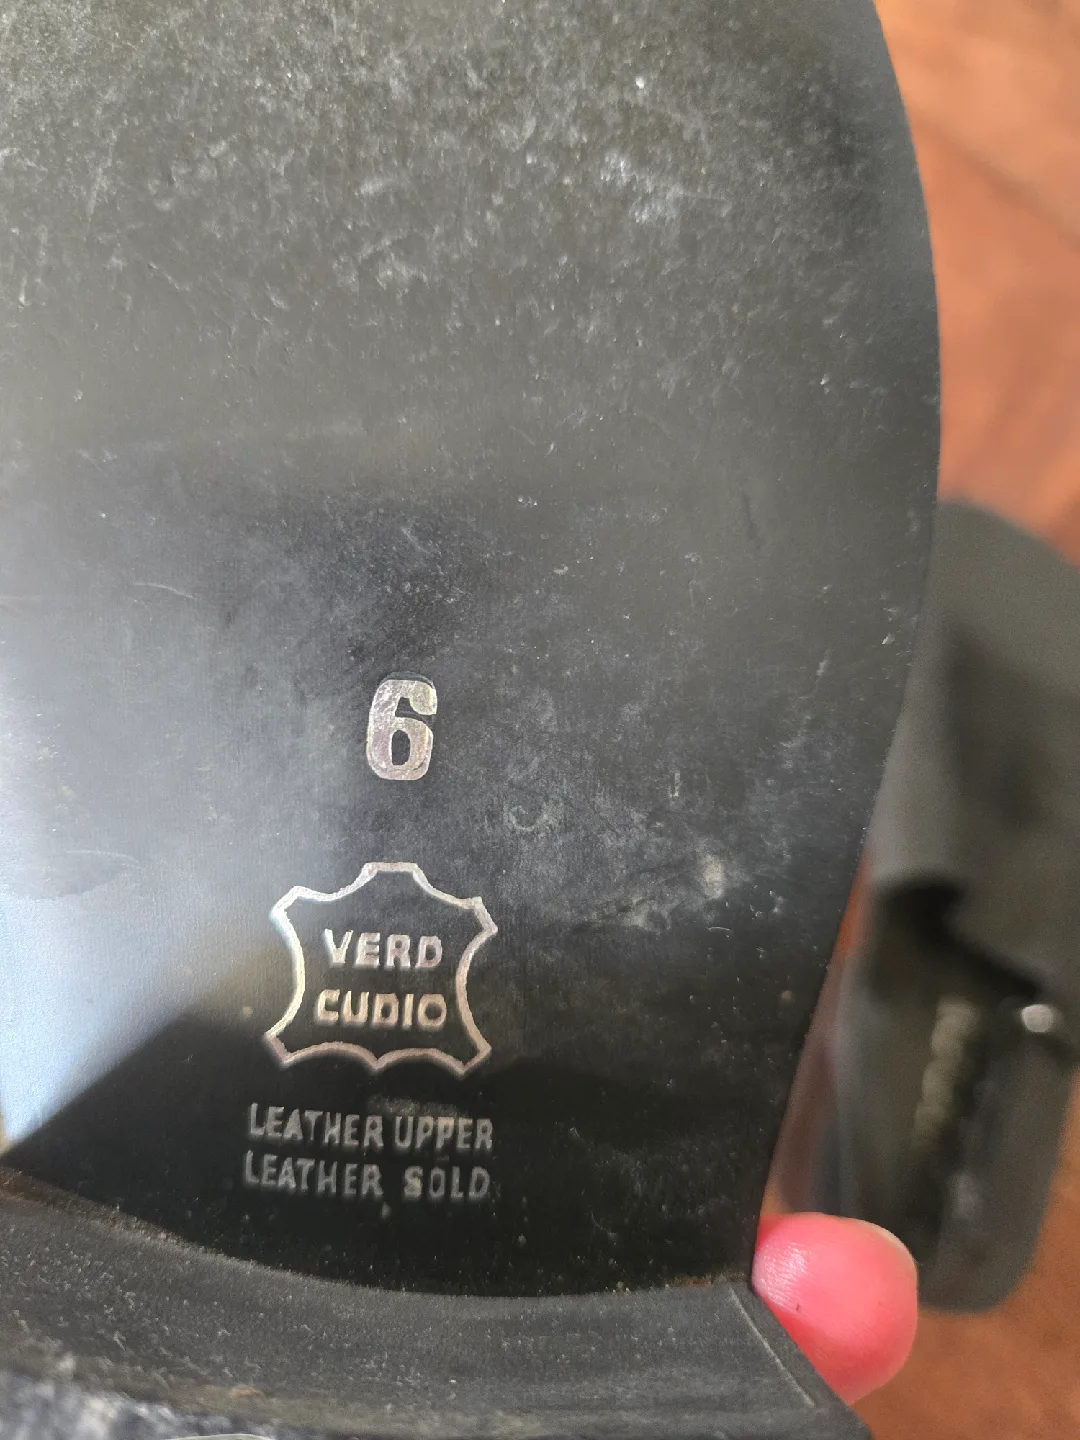 6
VERD
CUDIO
LEATHER UPPER
LEATHER SOLD